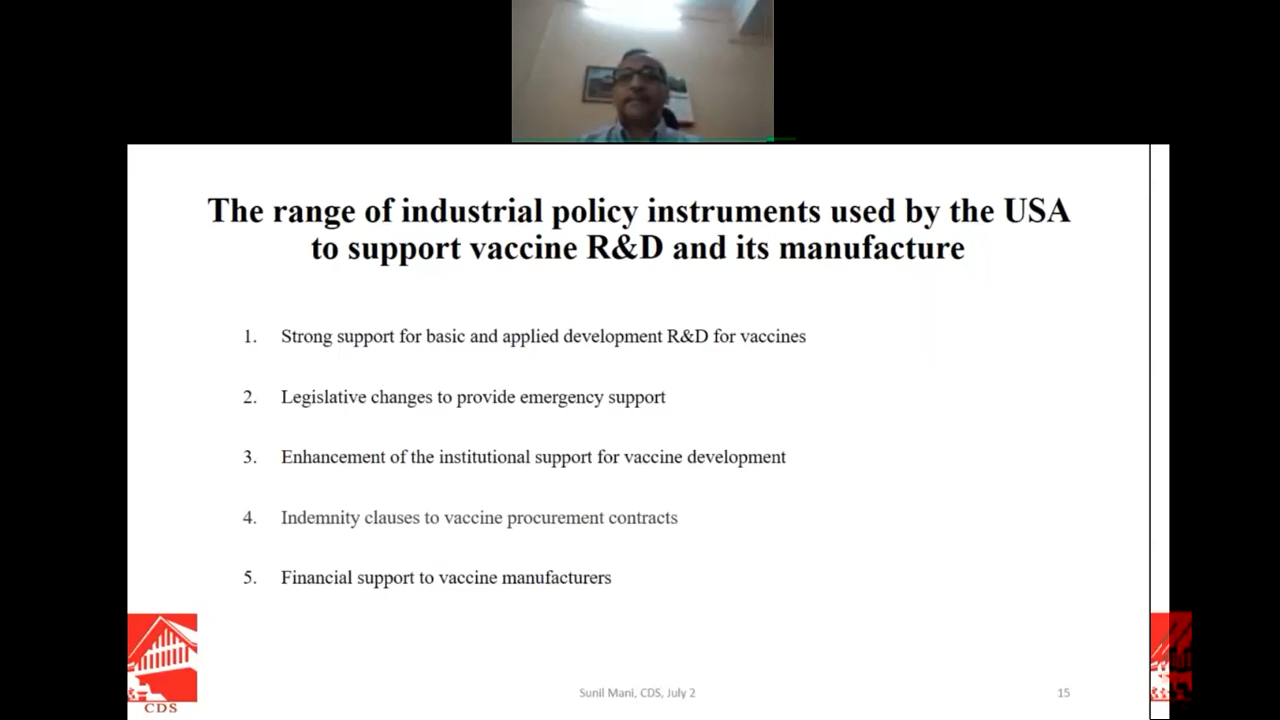 The range of industrial policy instruments used by the USA
to support vaccine R&D and its manufacture
1. Strong support for basic and applied development R&D for vaccines
2. Legislative changes to provide emergency support
3. Enhancement of the institutional support for vaccine development
4. Indemnity clauses to vaccine procurement contracts
5. Financial support to vaccine manufacturers
CDS
Sunil Mani, CDS, July 2
15